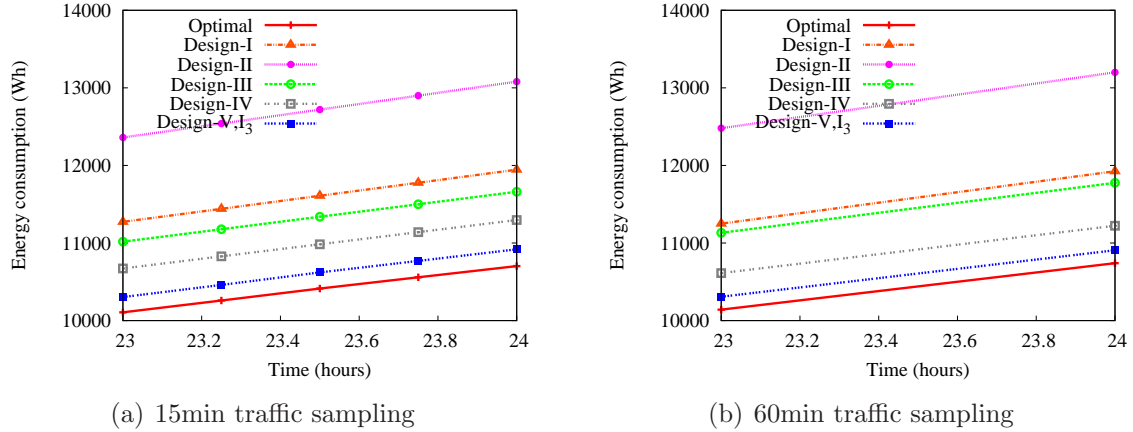 14000
13000
12000
11000
10000
Energy consumption (Wh)
Optimal
Design-I
Design-II
Design-III
Design-IV
Design-V,I₃
23 23.2 23.4 23.6 23.8 24
Time (hours)
(a) 15min traffic sampling
14000
13000
12000
11000
10000
Energy consumption (Wh)
Optimal
Design-I
Design-II
Design-III
Design-IV
Design-V,I₃
23 23.2 23.4 23.6 23.8 24
Time (hours)
(b) 60min traffic sampling